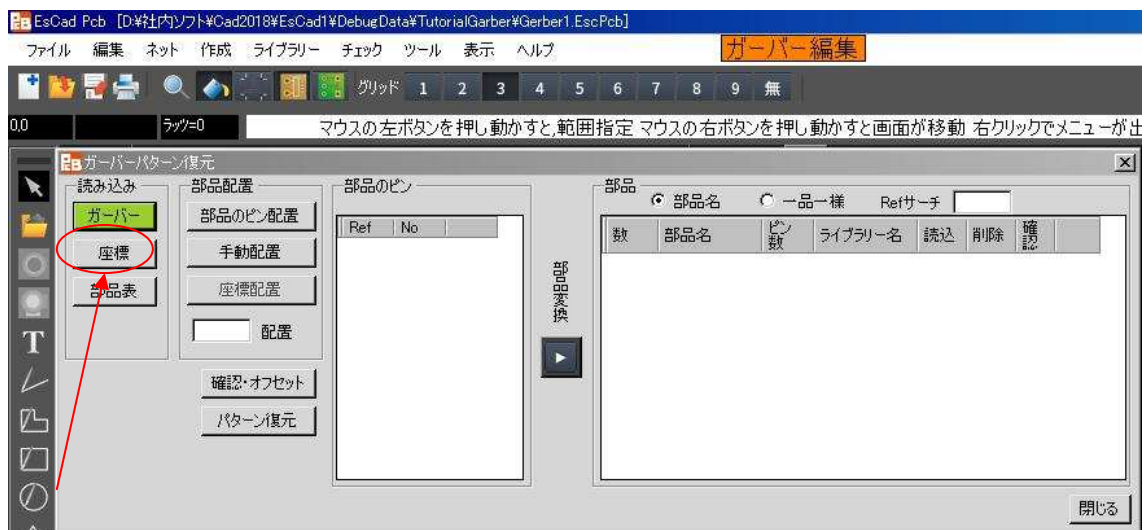 EsCad Pcb [D:¥社内ソフト¥Cad2018¥EsCad1¥DebugData¥TutorialGarber¥Gerber1.EscPcb]
ファイル 編集 ネット 作成 ライブラリー チェック ツール 表示 ヘルプ ガーバー編集
グリッド 1 2 3 4 5 6 7 8 9 無
0,0 ラッツ=0 マウスの左ボタンを押し動かすと,範囲指定 マウスの右ボタンを押し動かすと画面が移動 右クリックでメニューが出
ガーバーパターン復元
読み込み
ガーバー
座標
部品表
部品配置
部品のピン配置
手動配置
座標配置
配置
確認・オフセット
パターン復元
部品のピン
Ref No
部品変換
部品
部品名 一品一様 Refサーチ
数 部品名 ピン数 ライブラリー名 読込 削除 確認
閉じる
T